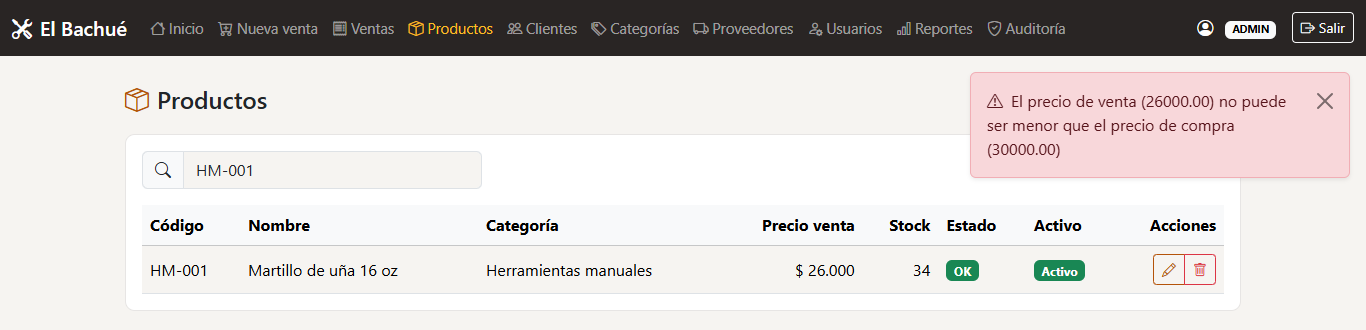 El Bachué Inicio Nueva venta Ventas Productos Clientes Categorías Proveedores Usuarios Reportes Auditoría ADMIN Salir
Productos
El precio de venta (26000.00) no puede
ser menor que el precio de compra
(30000.00)
HM-001
Código Nombre Categoría Precio venta Stock Estado Activo Acciones
HM-001 Martillo de uña 16 oz Herramientas manuales $ 26.000 34 OK Activo